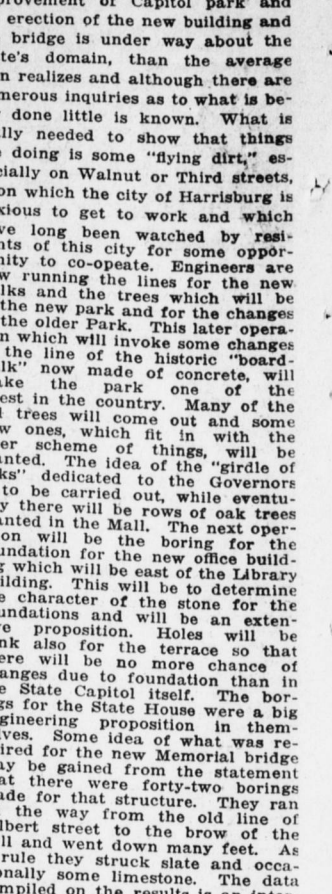 provement of Capitol park and
erection of the new building and
bridge is under way about the
te's domain, than the average
n realizes and although there are
merous inquiries as to what is be-
done little is known. What is
lly needed to show that things
doing is some "flying dirt," es-
cially on Walnut or Third streets,
on which the city of Harrisburg is
xious to get to work and which
ve long been watched by resi-
nts of this city for some oppor-
nity to co-opeate. Engineers are
w running the lines for the new
lks and the trees which will be
the new park and for the changes
the older Park. This later opera-
n which will invoke some changes
the line of the historic "board-
lk" now made of concrete, will
ake the park one of the
est in the country. Many of the
d trees will come out and some
w ones, which fit in with the
er scheme of things, will be
anted. The idea of the "girdle of
ks" dedicated to the Governors
to be carried out, while eventu-
y there will be rows of oak trees
anted in the Mall. The next oper-
on will be the boring for the
undation for the new office build-
g which will be east of the Library
ilding. This will be to determine
e character of the stone for the
undations and will be an exten-
ve proposition. Holes will be
nk also for the terrace so that
ere will be no more chance of
anges due to foundation than in
e State Capitol itself. The bor-
gs for the State House were a big
gineering proposition in them-
lves. Some idea of what was re-
ired for the new Memorial bridge
ay be gained from the statement
at there were forty-two borings
ade for that structure. They ran
the way from the old line of
lbert street to the brow of the
ll and went down many feet. As
rule they struck slate and occa-
onally some limestone. The data
mpiled on the results is an